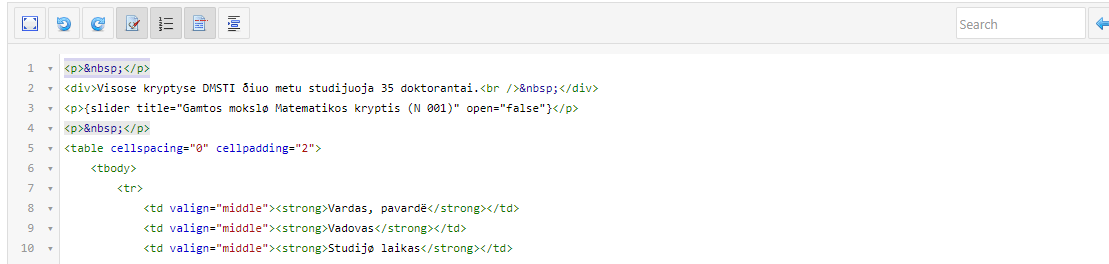 Search
1 <p>&nbsp;</p>
2 <div>Visose kryptyse DMSTI ðiuo metu studijuoja 35 doktorantai.<br />&nbsp;</div>
3 <p>{slider title="Gamtos mokslø Matematikos kryptis (N 001)" open="false"}</p>
4 <p>&nbsp;</p>
5 <table cellspacing="0" cellpadding="2">
6 <tbody>
7 <tr>
8 <td valign="middle"><strong>Vardas, pavardë</strong></td>
9 <td valign="middle"><strong>Vadovas</strong></td>
10 <td valign="middle"><strong>Studijø laikas</strong></td>